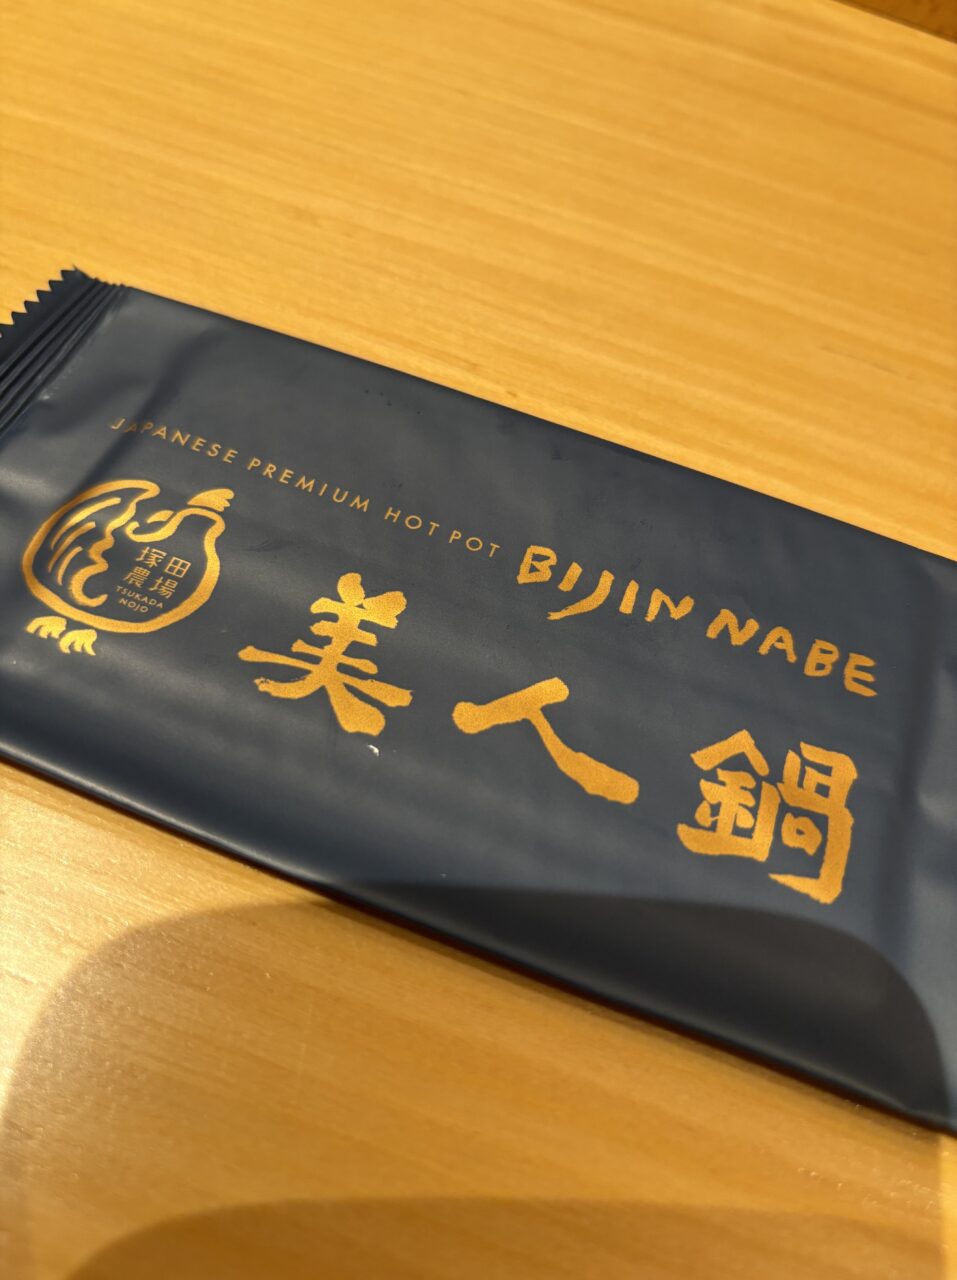 JAPANESE PREMIUM HOT POT BIJIN NABE
塚田
農場
TSUKADA
NOJO
美人鍋